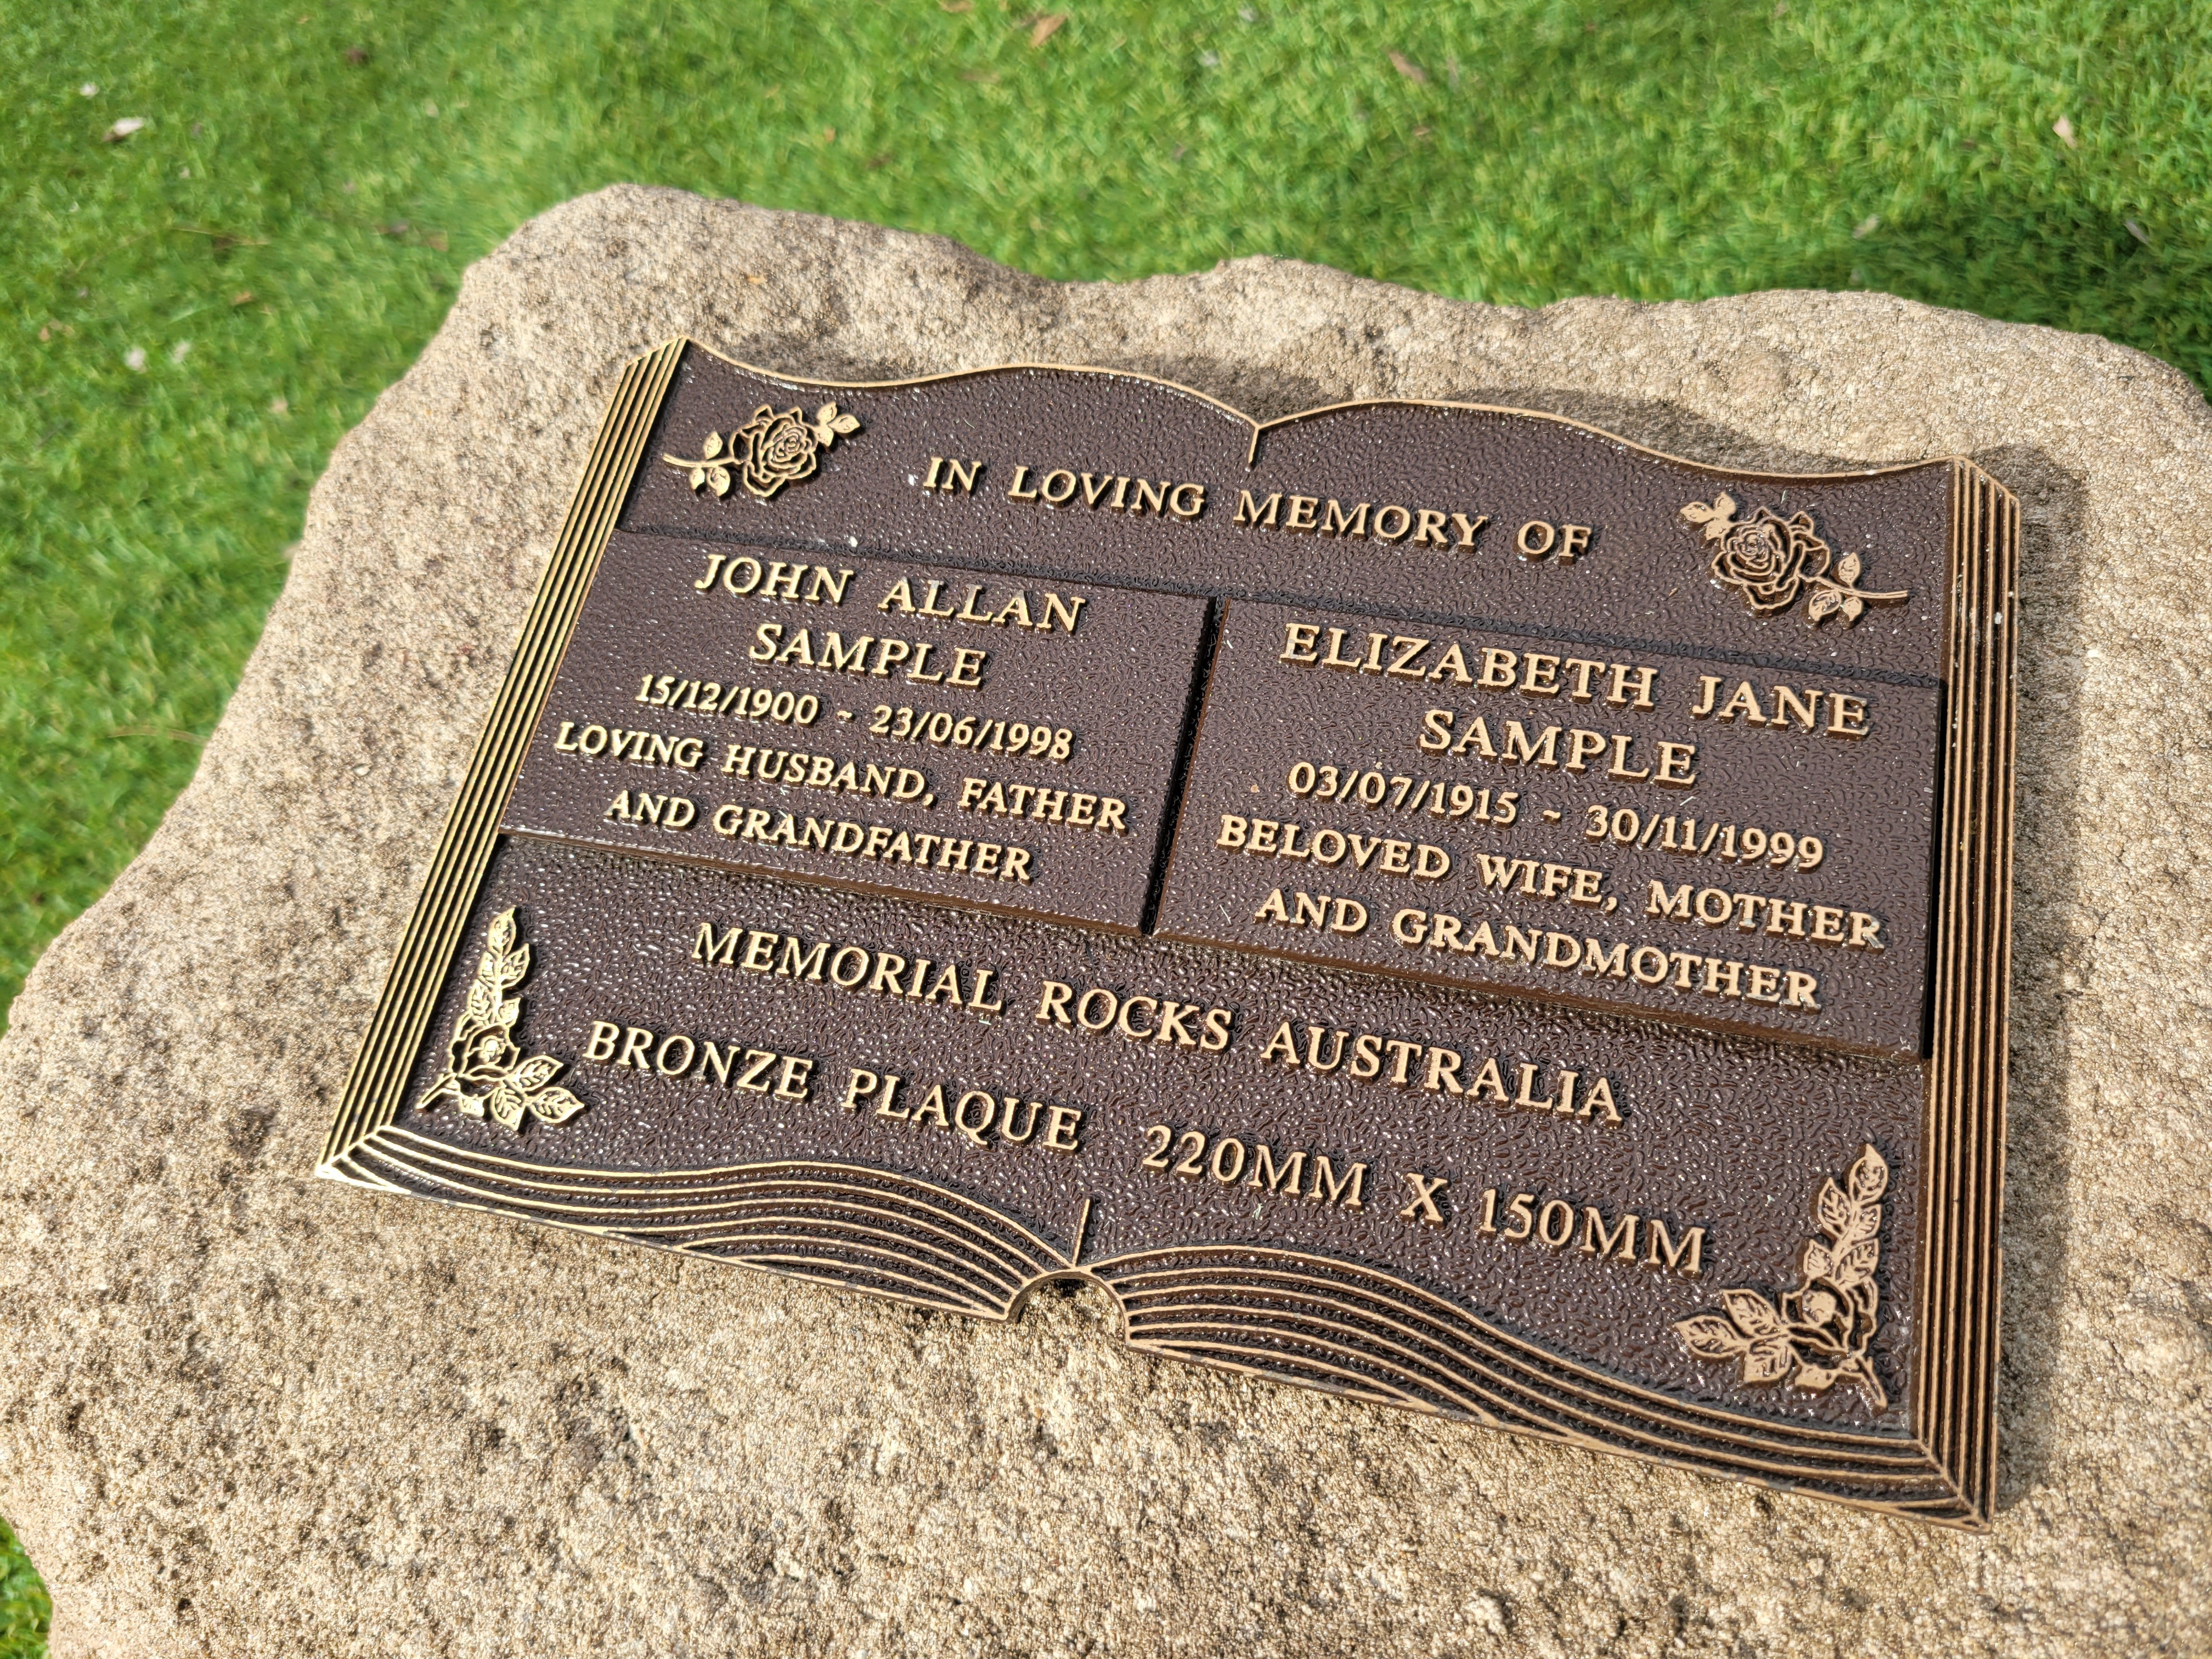 IN LOVING MEMORY OF
JOHN ALLAN
SAMPLE
15/12/1900 - 23/06/1998
LOVING HUSBAND, FATHER
AND GRANDFATHER
ELIZABETH JANE
SAMPLE
03/07/1915 - 30/11/1999
BELOVED WIFE, MOTHER
AND GRANDMOTHER
MEMORIAL ROCKS AUSTRALIA
BRONZE PLAQUE 220MM X 150MM